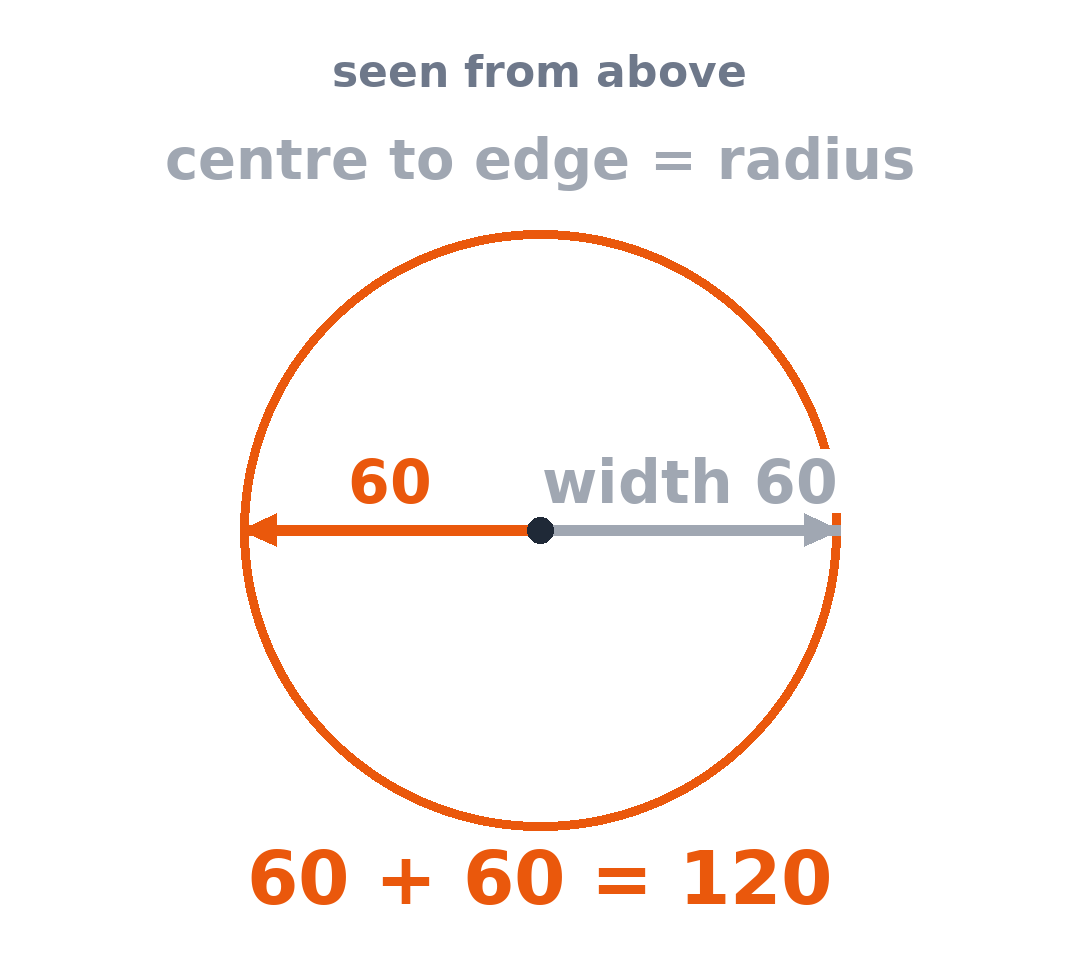 seen from above
centre to edge = radius
60 width 60
60 + 60 = 120